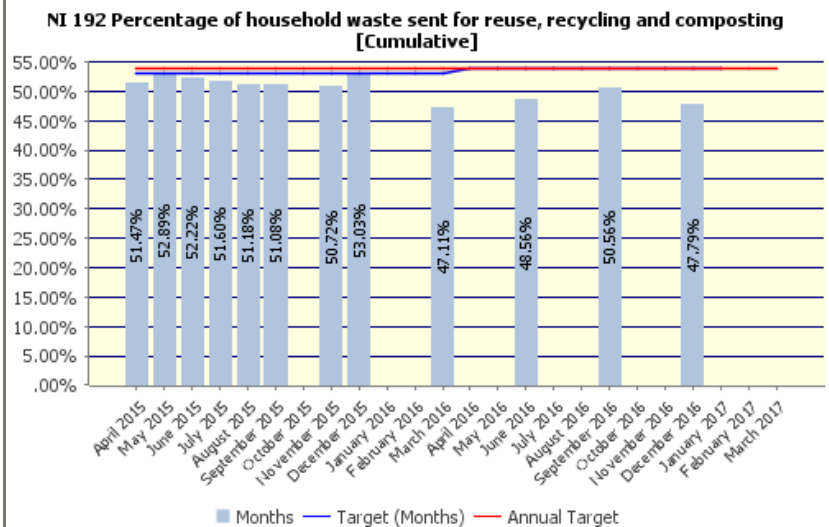 NI 192 Percentage of household waste sent for reuse, recycling and composting
[Cumulative]
55.00%
50.00%
45.00%
40.00%
35.00%
30.00%
25.00%
20.00%
15.00%
10.00%
5.00%
.00%
51.47%
52.89%
52.22%
51.60%
51.18%
51.08%
50.72%
53.03%
47.11%
48.56%
50.56%
47.79%
April 2015
May 2015
June 2015
July 2015
August 2015
September 2015
October 2015
November 2015
December 2015
January 2016
February 2016
March 2016
April 2016
May 2016
June 2016
July 2016
August 2016
September 2016
October 2016
November 2016
December 2016
January 2017
February 2017
March 2017
Months Target (Months) Annual Target